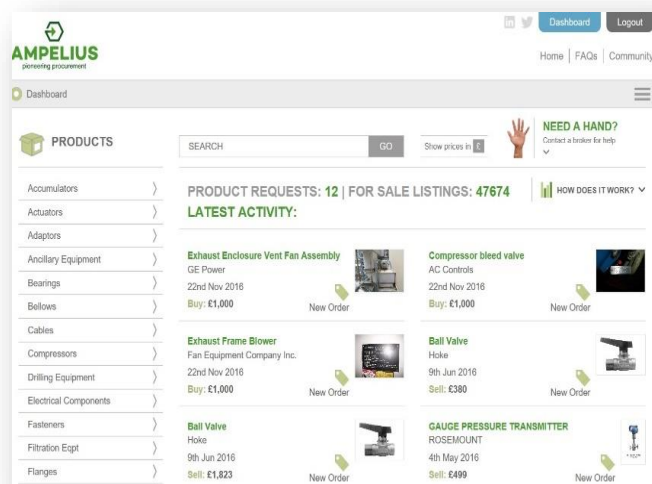 Dashboard
Logout
AMPELIUS
pioneering procurement
Home | FAQs | Community
Dashboard
PRODUCTS
SEARCH
GO
Show prices in £
NEED A HAND?
Contact a broker for help
Accumulators
Actuators
Adaptors
Ancillary Equipment
Bearings
Bellows
Cables
Compressors
Drilling Equipment
Electrical Components
Fasteners
Filtration Eqpt
Flanges
PRODUCT REQUESTS: 12 | FOR SALE LISTINGS: 47674
HOW DOES IT WORK?
LATEST ACTIVITY:
Exhaust Enclosure Vent Fan Assembly
GE Power
22nd Nov 2016
Buy: £1,000
New Order
Compressor bleed valve
AC Controls
22nd Nov 2016
Buy: £1,000
New Order
Exhaust Frame Blower
Fan Equipment Company Inc.
22nd Nov 2016
Buy: £1,000
New Order
Ball Valve
Hoke
9th Jun 2016
Sell: £380
New Order
Ball Valve
Hoke
9th Jun 2016
Sell: £1,823
New Order
GAUGE PRESSURE TRANSMITTER
ROSEMOUNT
4th May 2016
Sell: £499
New Order